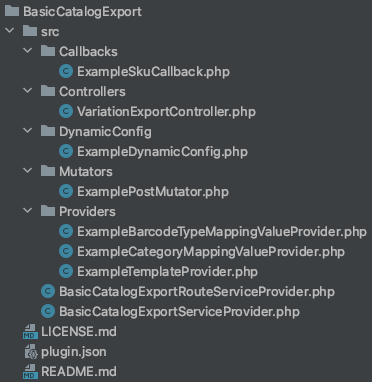 BasicCatalogExport
src
Callbacks
ExampleSkuCallback.php
Controllers
VariationExportController.php
DynamicConfig
ExampleDynamicConfig.php
Mutators
ExamplePostMutator.php
Providers
ExampleBarcodeTypeMappingValueProvider.php
ExampleCategoryMappingValueProvider.php
ExampleTemplateProvider.php
BasicCatalogExportRouteServiceProvider.php
BasicCatalogExportServiceProvider.php
LICENSE.md
plugin.json
README.md